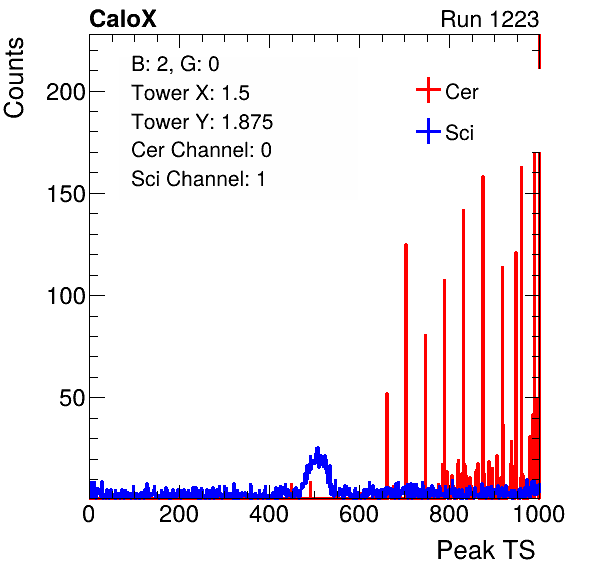 CaloX Run 1223
Counts
B: 2, G: 0
Tower X: 1.5
Tower Y: 1.875
Cer Channel: 0
Sci Channel: 1
Cer
Sci
200
150
100
50
0 200 400 600 800 1000
Peak TS